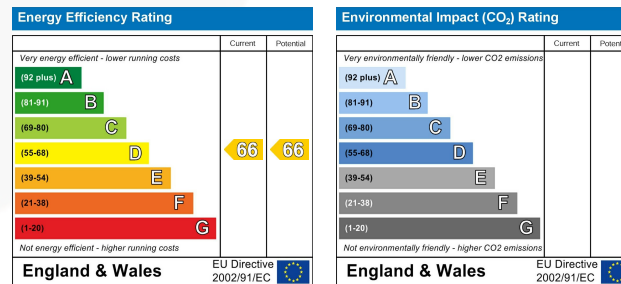 Energy Efficiency Rating
Current Potential
Very energy efficient - lower running costs
(92 plus) A
(81-91) B
(69-80) C
(55-68) D 66 66
(39-54) E
(21-38) F
(1-20) G
Not energy efficient - higher running costs
England & Wales
EU Directive
2002/91/EC
Environmental Impact (CO₂) Rating
Current Potent
Very environmentally friendly - lower CO2 emissions
(92 plus) A
(81-91) B
(69-80) C
(55-68) D
(39-54) E
(21-38) F
(1-20) G
Not environmentally friendly - higher CO2 emissions
England & Wales
EU Directive
2002/91/EC